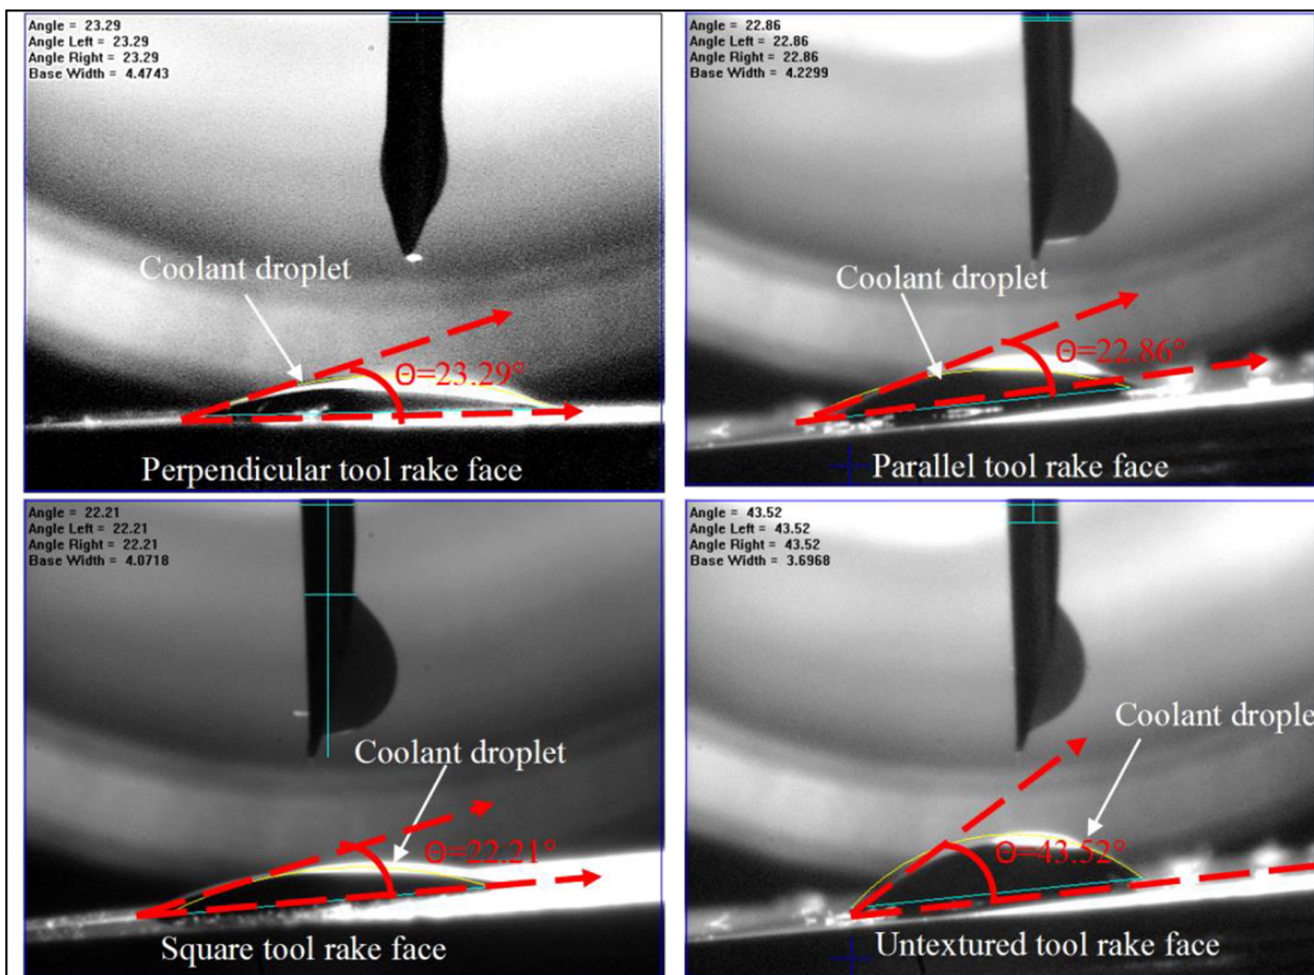 Angle = 23.29
Angle Left = 23.29
Angle Right = 23.29
Base Width = 4.4743
Coolant droplet
Θ=23.29°
Perpendicular tool rake face
Angle = 22.86
Angle Left = 22.86
Angle Right = 22.86
Base Width = 4.2299
Coolant droplet
Θ=22.86°
Parallel tool rake face
Angle = 22.21
Angle Left = 22.21
Angle Right = 22.21
Base Width = 4.0718
Coolant droplet
Θ=22.21°
Square tool rake face
Angle = 43.52
Angle Left = 43.52
Angle Right = 43.52
Base Width = 3.6968
Coolant drople
Θ=43.52°
Untextured tool rake face